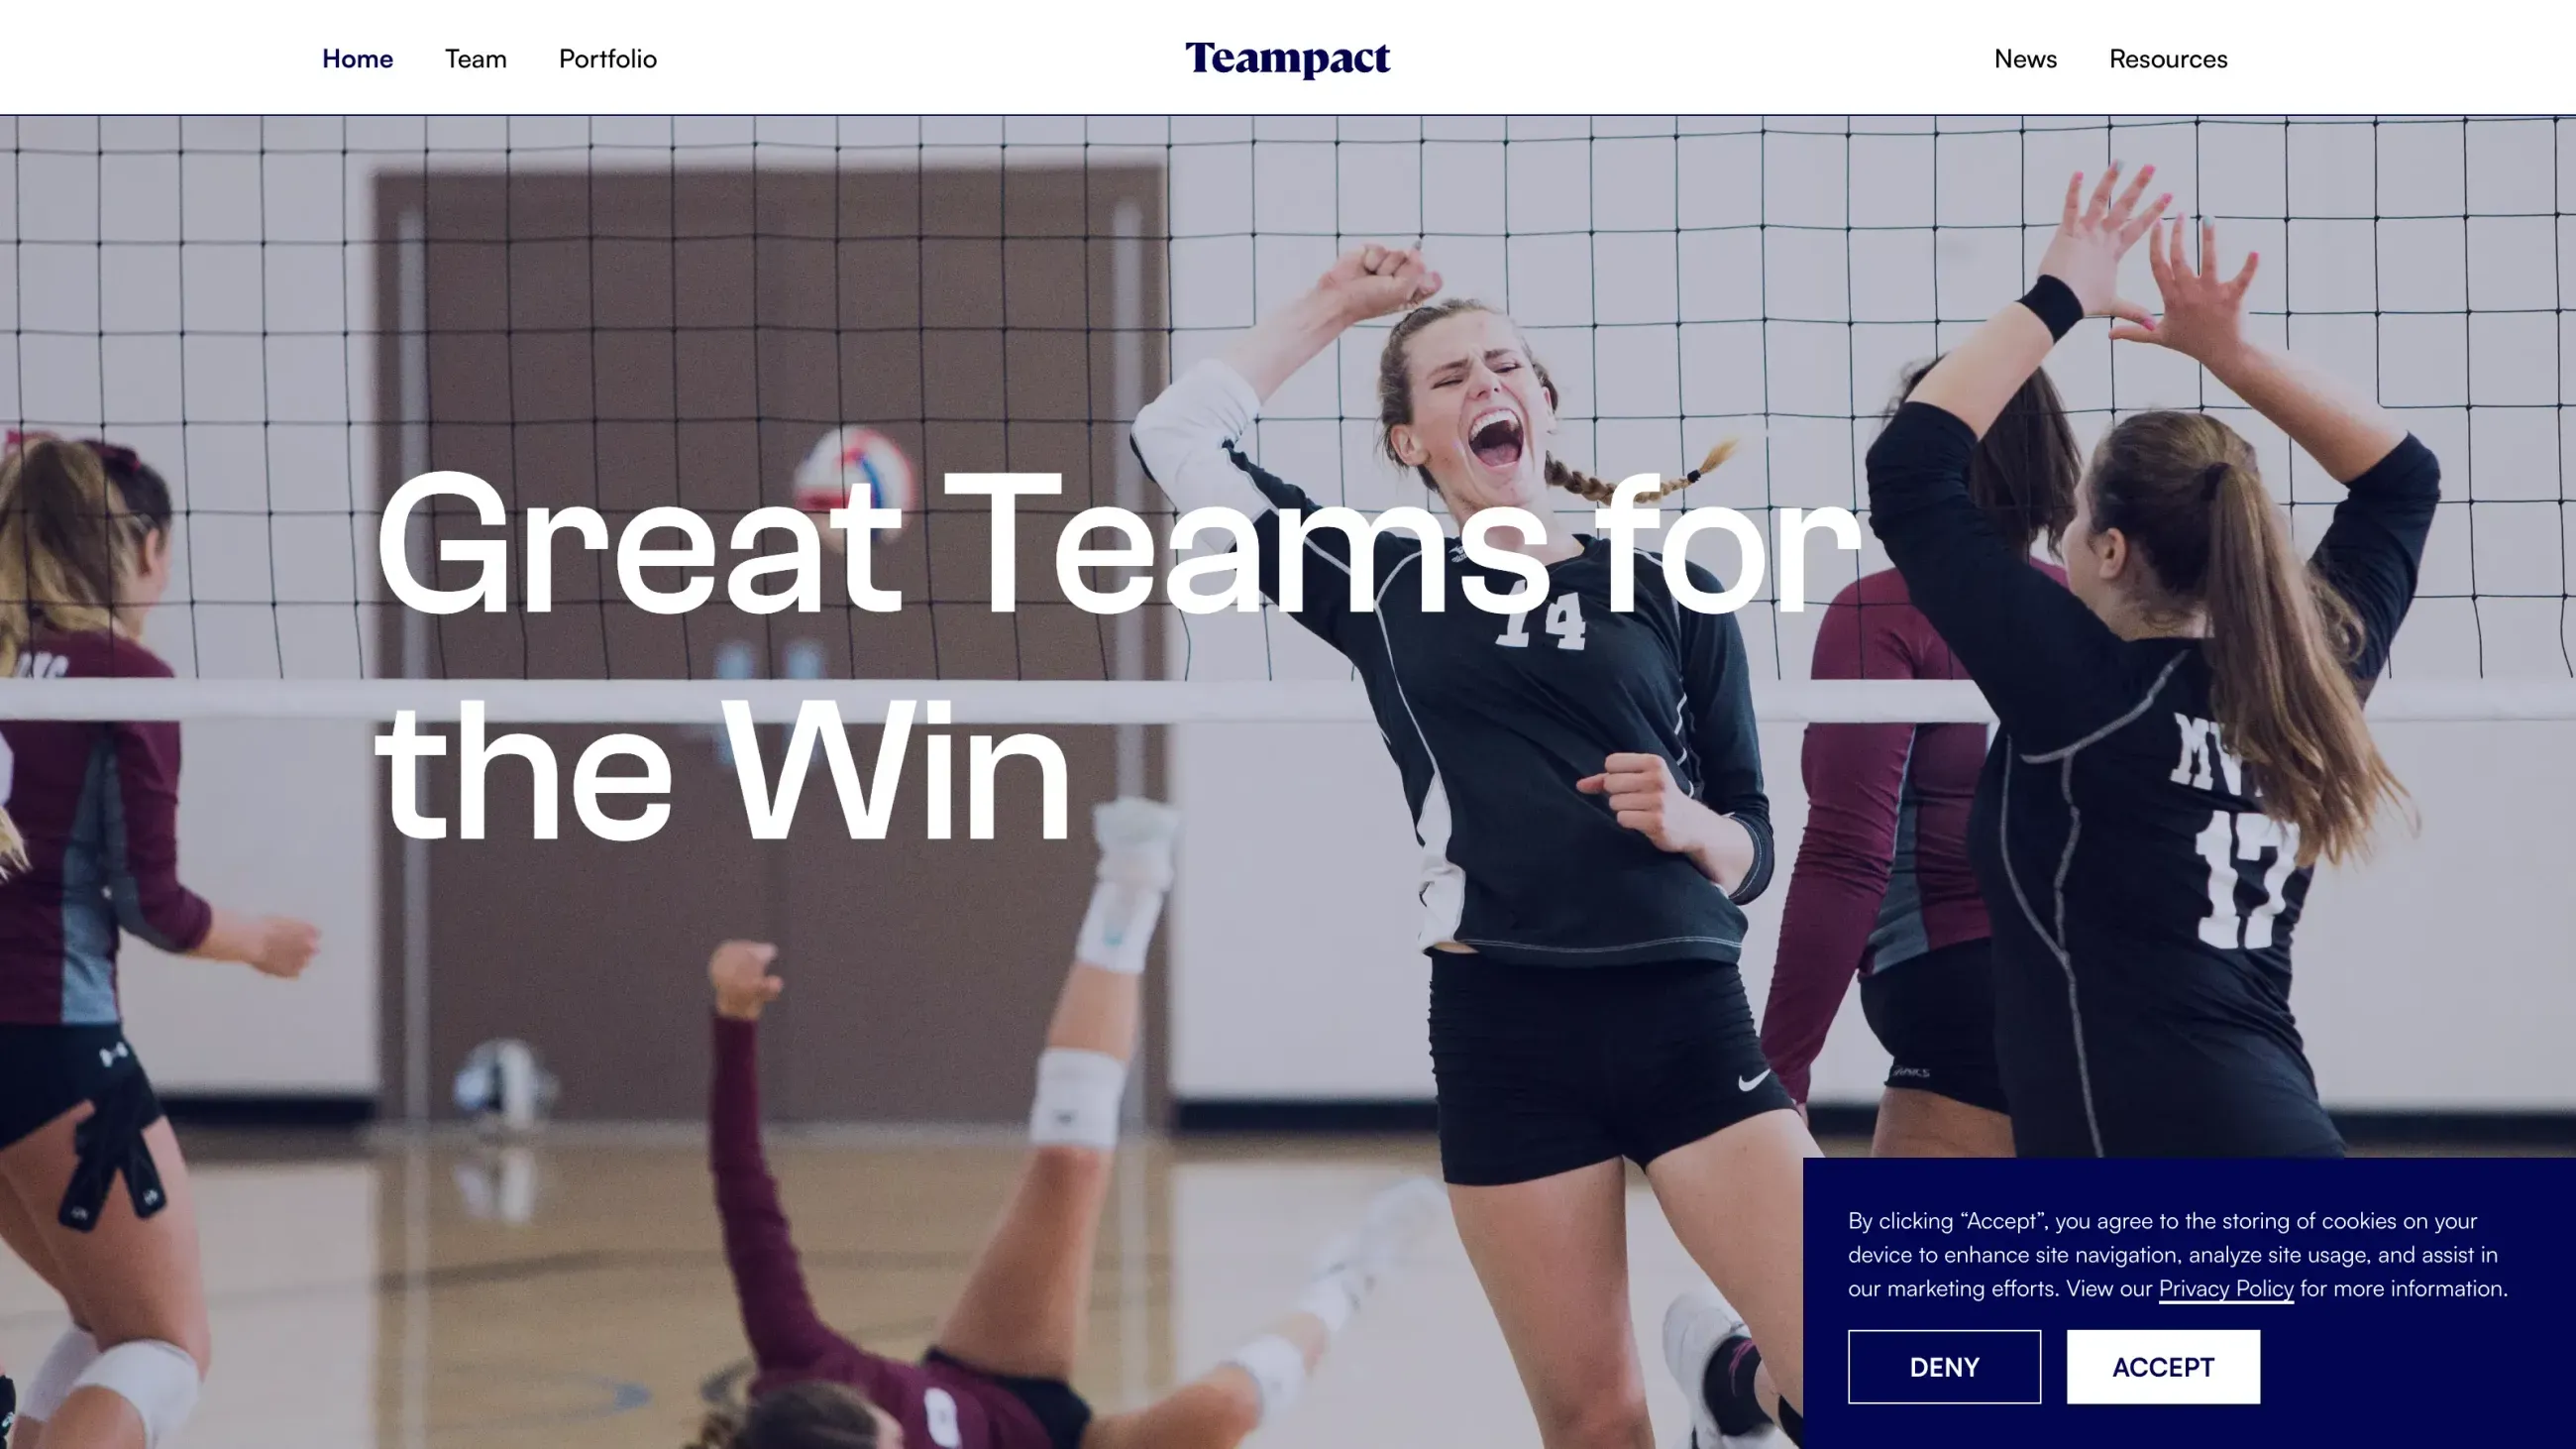 Home
Team
Portfolio
Teampact
News
Resources
Great Teams for
the Win
14
17
By clicking “Accept”, you agree to the storing of cookies on your
device to enhance site navigation, analyze site usage, and assist in
our marketing efforts. View our Privacy Policy for more information.
DENY
ACCEPT